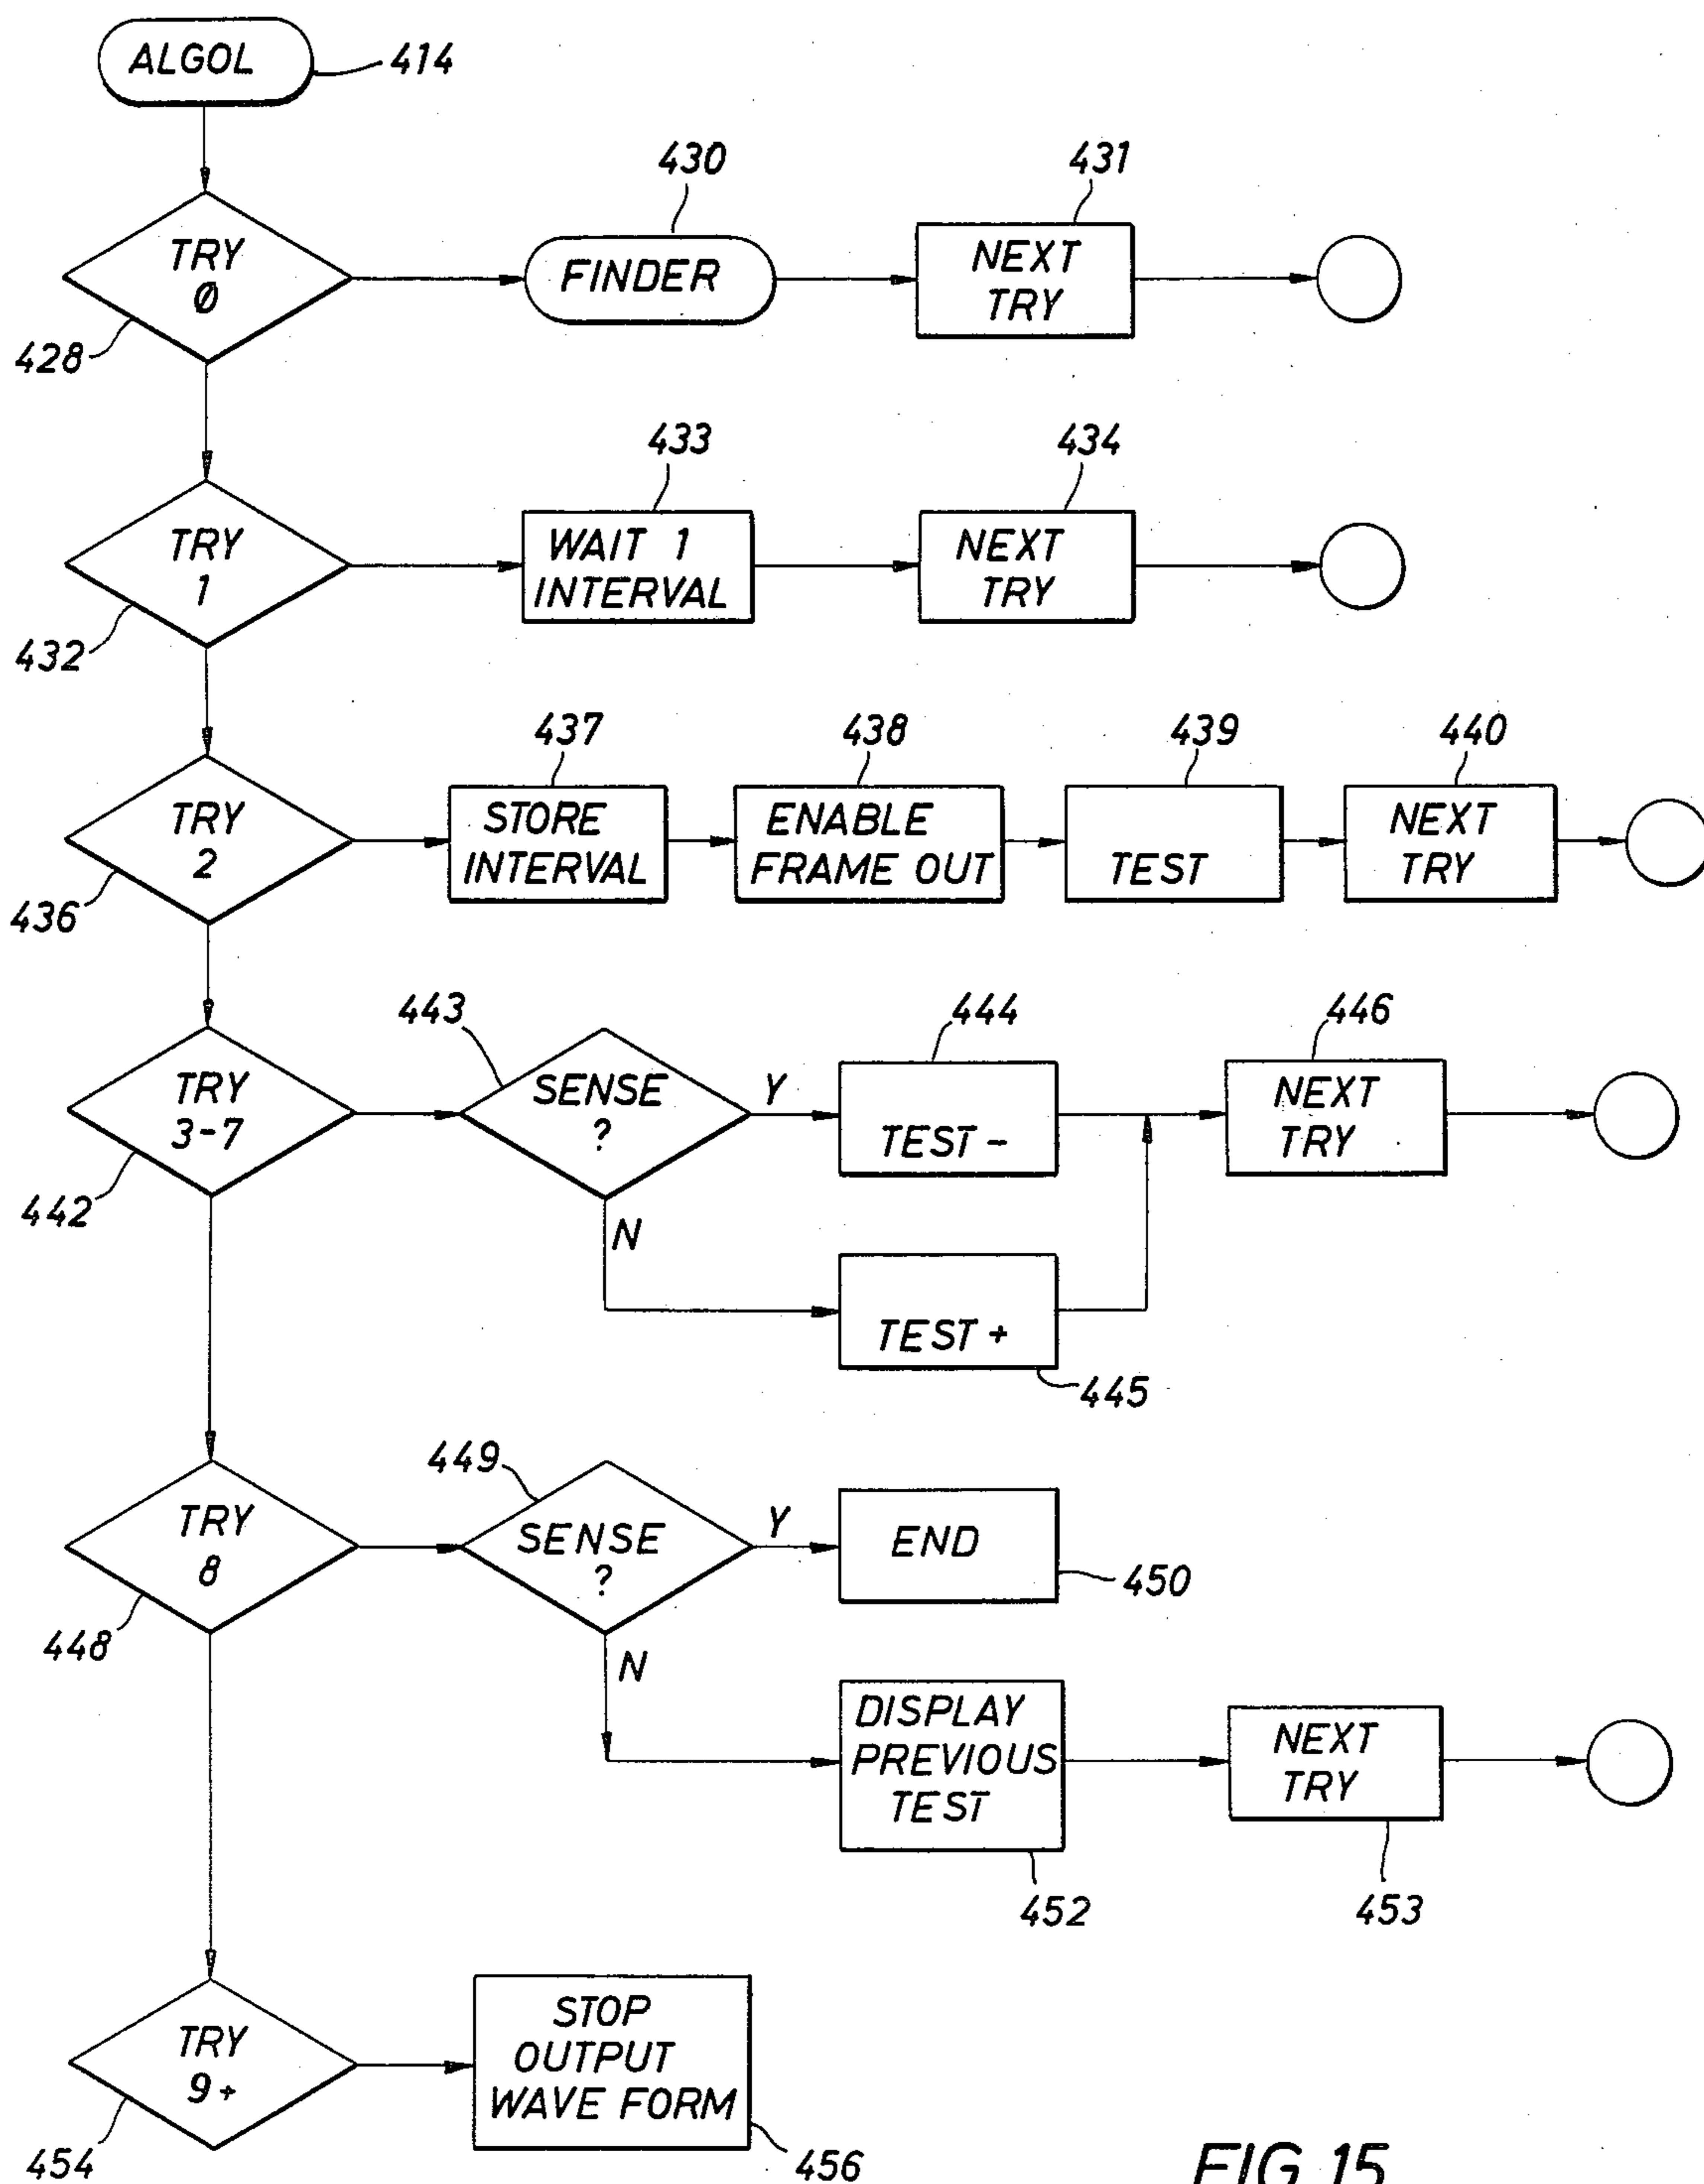 ALGOL
414
430
431
TRY
0
FINDER
NEXT
TRY
428
433
434
TRY
1
WAIT 1
INTERVAL
NEXT
TRY
432
437
438
439
440
TRY
2
STORE
INTERVAL
ENABLE
FRAME OUT
TEST
NEXT
TRY
436
443
444
446
TRY
3-7
SENSE
?
Y
TEST -
NEXT
TRY
442
N
TEST +
445
449
TRY
8
SENSE
?
Y
END
450
448
N
DISPLAY
PREVIOUS
TEST
NEXT
TRY
452
453
TRY
9+
STOP
OUTPUT
WAVE FORM
454
456
FIG. 15